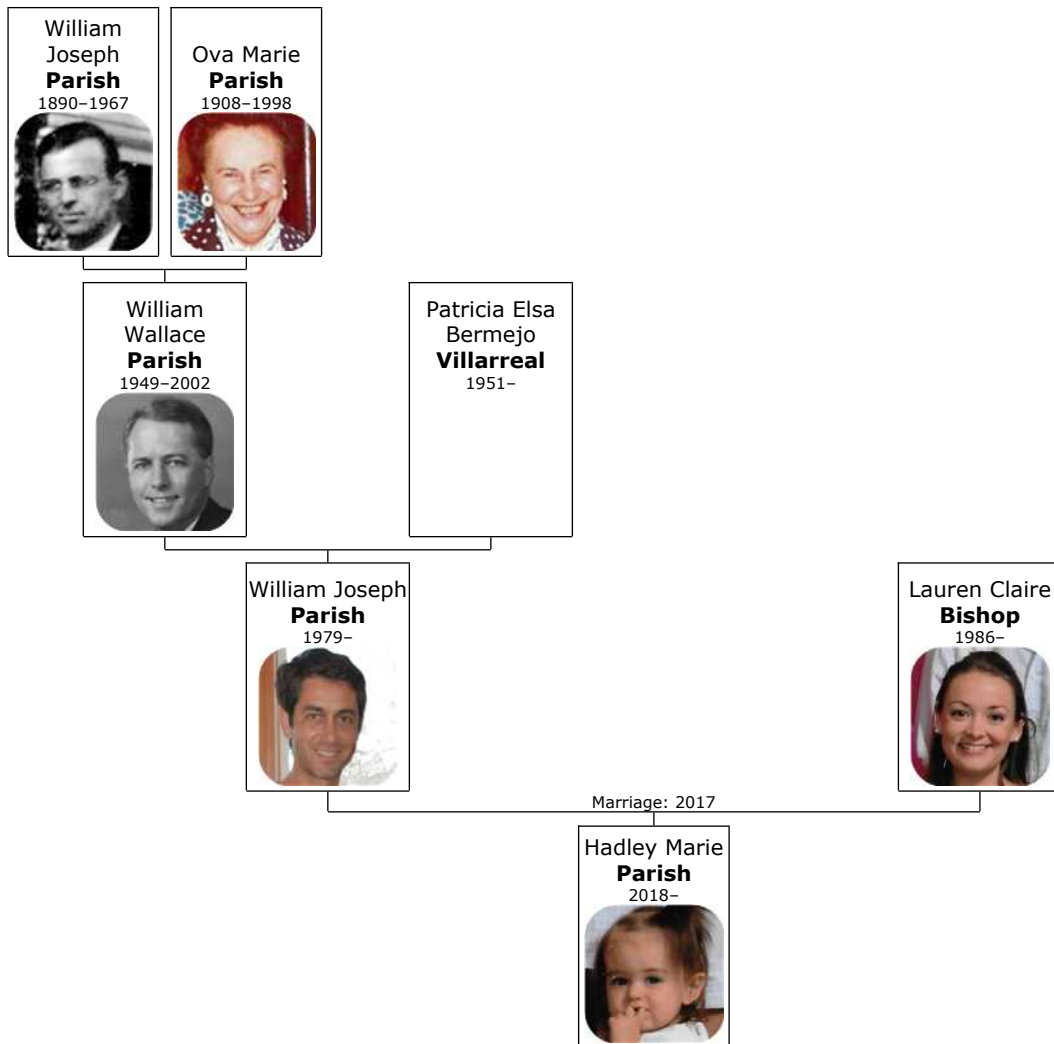 William
Joseph
Parish
1890–1967
Ova Marie
Parish
1908–1998
William
Wallace
Parish
1949–2002
Patricia Elsa
Bermejo
Villarreal
1951–
William Joseph
Parish
1979–
Lauren Claire
Bishop
1986–
Marriage: 2017
Hadley Marie
Parish
2018–